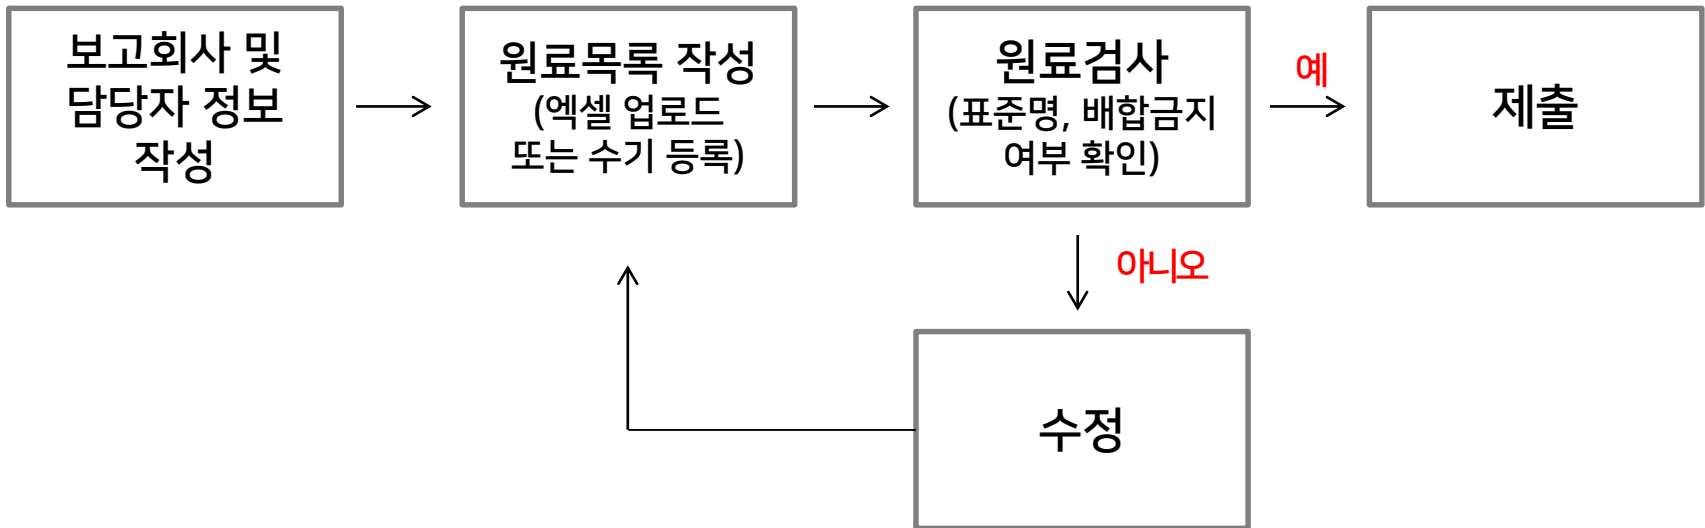 보고회사 및
담당자 정보
작성
원료목록 작성
(엑셀 업로드
또는 수기 등록)
원료검사
(표준명, 배합금지
여부 확인)
예
제출
아니오
수정